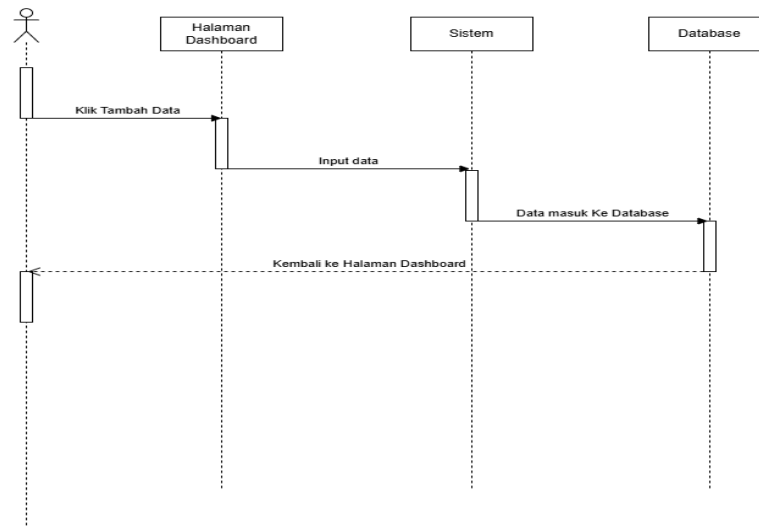 Halaman
Dashboard
Sistem
Database
Klik Tambah Data
Input data
Data masuk Ke Database
Kembali ke Halaman Dashboard